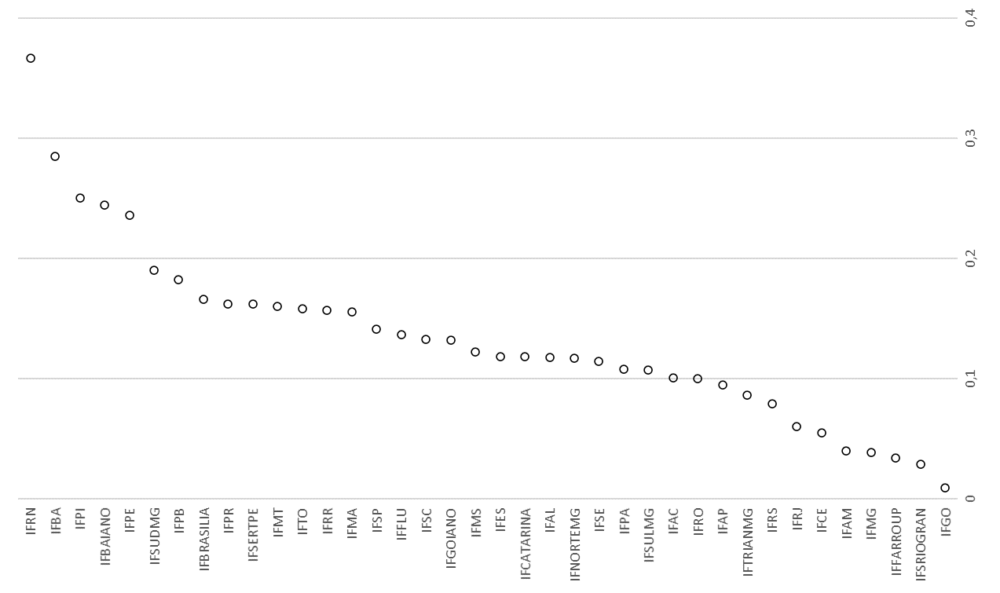 0,4
0,3
0,2
0,1
0
IFRN
IFBA
IFPI
IFBAIANO
IFPE
IFSUDMG
IFPB
IFBRASILIA
IFPR
IFSERTPE
IFMT
IFTO
IFRR
IFMA
IFSP
IFFLU
IFSC
IFGOIANO
IFMS
IFES
IFCATARINA
IFAL
IFNORTEMG
IFSE
IFPA
IFSULMG
IFAC
IFRO
IFAP
IFTRIANMG
IFRS
IFRJ
IFCE
IFAM
IFMG
IFFARROUP
IFSRIOGRAN
IFGO